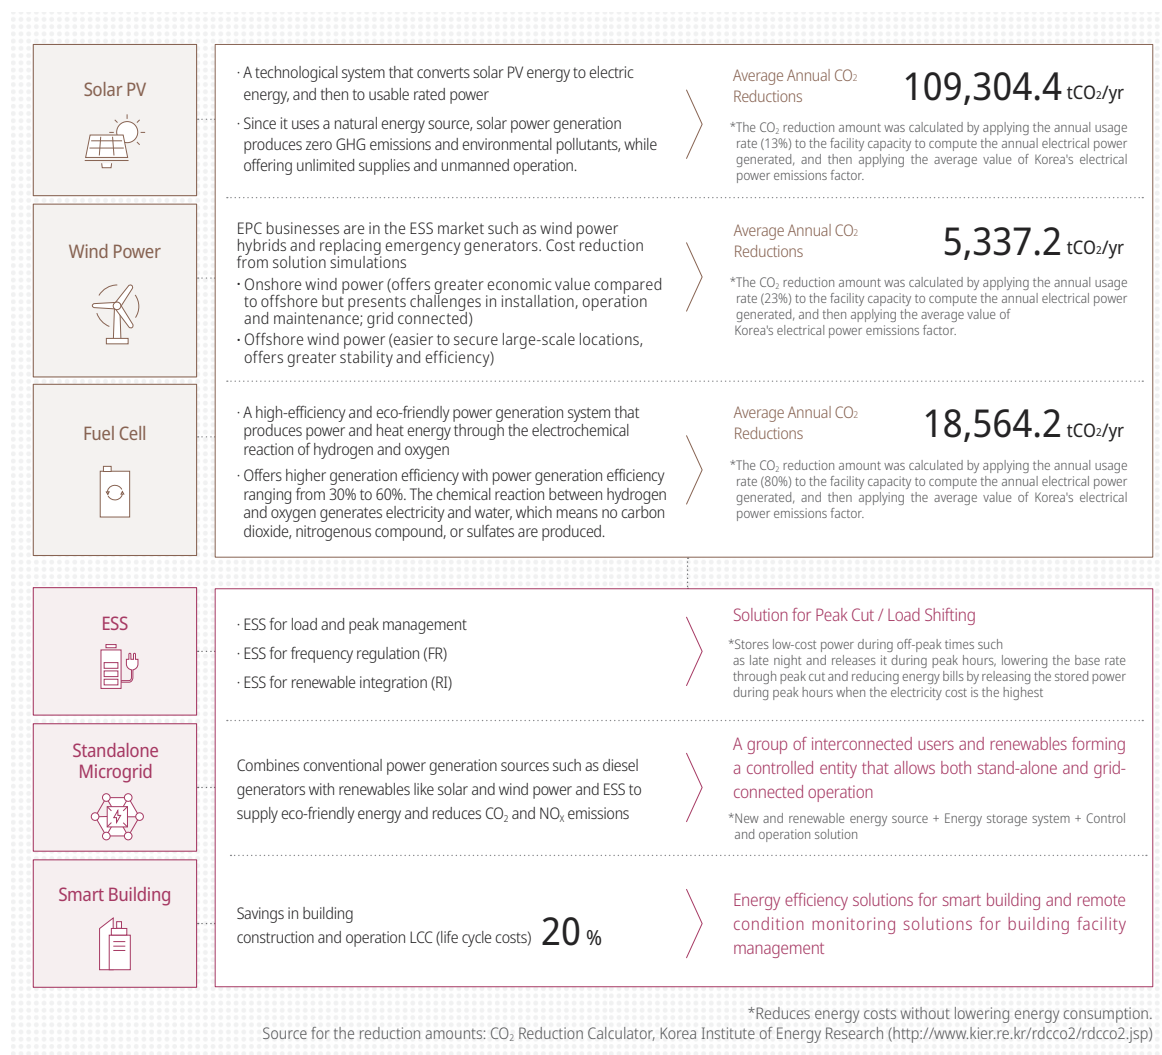 Solar PV
· A technological system that converts solar PV energy to electric
energy, and then to usable rated power
· Since it uses a natural energy source, solar power generation
produces zero GHG emissions and environmental pollutants, while
offering unlimited supplies and unmanned operation.
Average Annual CO₂
Reductions
109,304.4 tCO₂/yr
*The CO₂ reduction amount was calculated by applying the annual usage
rate (13%) to the facility capacity to compute the annual electrical power
generated, and then applying the average value of Korea's electrical
power emissions factor.
Wind Power
EPC businesses are in the ESS market such as wind power
hybrids and replacing emergency generators. Cost reduction
from solution simulations
· Onshore wind power (offers greater economic value compared
to offshore but presents challenges in installation, operation
and maintenance; grid connected)
· Offshore wind power (easier to secure large-scale locations,
offers greater stability and efficiency)
Average Annual CO₂
Reductions
5,337.2 tCO₂/yr
*The CO₂ reduction amount was calculated by applying the annual usage
rate (23%) to the facility capacity to compute the annual electrical power
generated, and then applying the average value of
Korea's electrical power emissions factor.
Fuel Cell
· A high-efficiency and eco-friendly power generation system that
produces power and heat energy through the electrochemical
reaction of hydrogen and oxygen
· Offers higher generation efficiency with power generation efficiency
ranging from 30% to 60%. The chemical reaction between hydrogen
and oxygen generates electricity and water, which means no carbon
dioxide, nitrogenous compound, or sulfates are produced.
Average Annual CO₂
Reductions
18,564.2 tCO₂/yr
*The CO₂ reduction amount was calculated by applying the annual usage
rate (80%) to the facility capacity to compute the annual electrical power
generated, and then applying the average value of Korea's electrical
power emissions factor.
ESS
· ESS for load and peak management
· ESS for frequency regulation (FR)
· ESS for renewable integration (RI)
Solution for Peak Cut / Load Shifting
*Stores low-cost power during off-peak times such
as late night and releases it during peak hours, lowering the base rate
through peak cut and reducing energy bills by releasing the stored power
during peak hours when the electricity cost is the highest
Standalone
Microgrid
Combines conventional power generation sources such as diesel
generators with renewables like solar and wind power and ESS to
supply eco-friendly energy and reduces CO₂ and NOₓ emissions
A group of interconnected users and renewables forming
a controlled entity that allows both stand-alone and grid-
connected operation
*New and renewable energy source + Energy storage system + Control
and operation solution
Smart Building
Savings in building
construction and operation LCC (life cycle costs) 20 %
Energy efficiency solutions for smart building and remote
condition monitoring solutions for building facility
management
*Reduces energy costs without lowering energy consumption.
Source for the reduction amounts: CO₂ Reduction Calculator, Korea Institute of Energy Research (http://www.kier.re.kr/rdcco2/rdcco2.jsp)